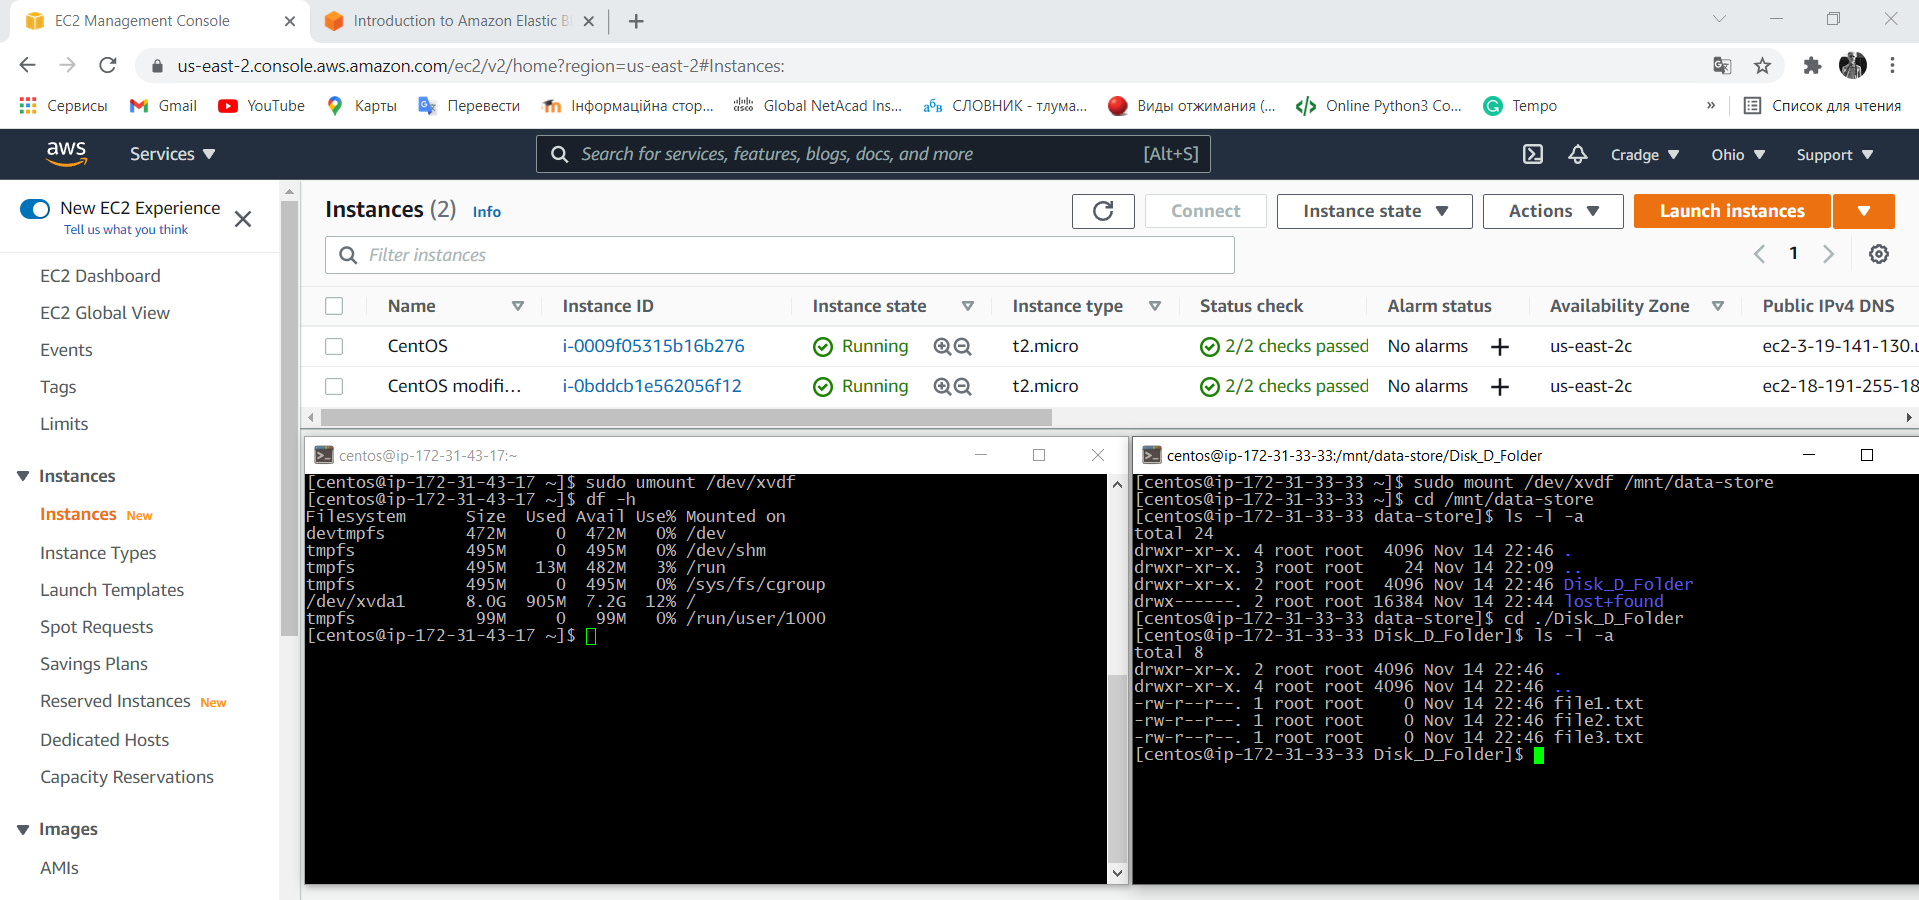 EC2 Management Console
Introduction to Amazon Elastic B
us-east-2.console.aws.amazon.com/ec2/v2/home?region=us-east-2#Instances:
Сервисы Gmail YouTube Карты Перевести Інформаційна стор... Global NetAcad Ins... СЛОВНИК - тлума... Виды отжимания (... Online Python3 Co... Tempo » Список для чтения
aws Services Search for services, features, blogs, docs, and more [Alt+S] Cradge Ohio Support
New EC2 Experience
Tell us what you think
EC2 Dashboard
EC2 Global View
Events
Tags
Limits
Instances
Instances New
Instance Types
Launch Templates
Spot Requests
Savings Plans
Reserved Instances New
Dedicated Hosts
Capacity Reservations
Images
AMIs
Instances (2) Info
Connect Instance state Actions Launch instances
Filter instances
1
Name Instance ID Instance state Instance type Status check Alarm status Availability Zone Public IPv4 DNS
CentOS i-0009f05315b16b276 Running t2.micro 2/2 checks passed No alarms us-east-2c ec2-3-19-141-130.u
CentOS modifi... i-0bddcb1e562056f12 Running t2.micro 2/2 checks passed No alarms us-east-2c ec2-18-191-255-18
centos@ip-172-31-43-17:~
[centos@ip-172-31-43-17 ~]$ sudo umount /dev/xvdf
[centos@ip-172-31-43-17 ~]$ df -h
Filesystem Size Used Avail Use% Mounted on
devtmpfs 472M 0 472M 0% /dev
tmpfs 495M 0 495M 0% /dev/shm
tmpfs 495M 13M 482M 3% /run
tmpfs 495M 0 495M 0% /sys/fs/cgroup
/dev/xvda1 8.0G 905M 7.2G 12% /
tmpfs 99M 0 99M 0% /run/user/1000
[centos@ip-172-31-43-17 ~]$
centos@ip-172-31-33-33:/mnt/data-store/Disk_D_Folder
[centos@ip-172-31-33-33 ~]$ sudo mount /dev/xvdf /mnt/data-store
[centos@ip-172-31-33-33 ~]$ cd /mnt/data-store
[centos@ip-172-31-33-33 data-store]$ ls -l -a
total 24
drwxr-xr-x. 4 root root 4096 Nov 14 22:46 .
drwxr-xr-x. 3 root root 24 Nov 14 22:09 ..
drwxr-xr-x. 2 root root 4096 Nov 14 22:46 Disk_D_Folder
drwx------. 2 root root 16384 Nov 14 22:44 lost+found
[centos@ip-172-31-33-33 data-store]$ cd ./Disk_D_Folder
[centos@ip-172-31-33-33 Disk_D_Folder]$ ls -l -a
total 8
drwxr-xr-x. 2 root root 4096 Nov 14 22:46 .
drwxr-xr-x. 4 root root 4096 Nov 14 22:46 ..
-rw-r--r--. 1 root root 0 Nov 14 22:46 file1.txt
-rw-r--r--. 1 root root 0 Nov 14 22:46 file2.txt
-rw-r--r--. 1 root root 0 Nov 14 22:46 file3.txt
[centos@ip-172-31-33-33 Disk_D_Folder]$